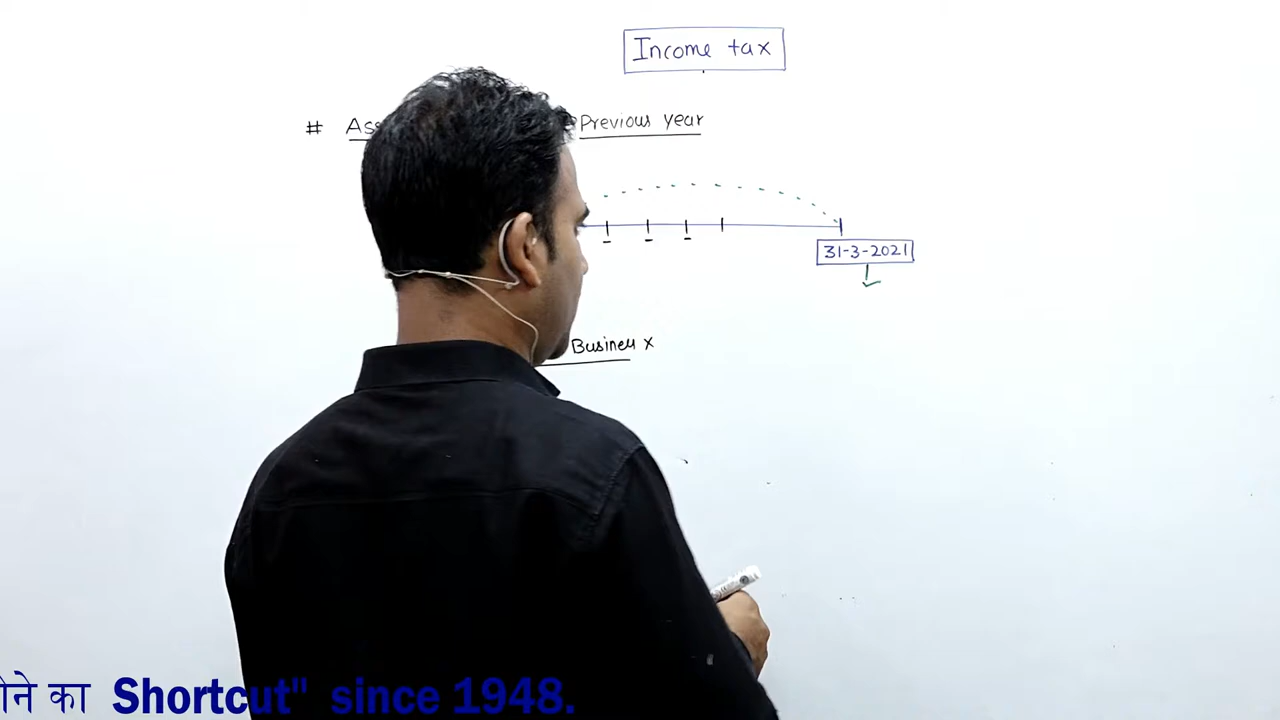 Income tax
# Ass Previous year
31-3-2021
Business x
ने का Shortcut" since 1948.